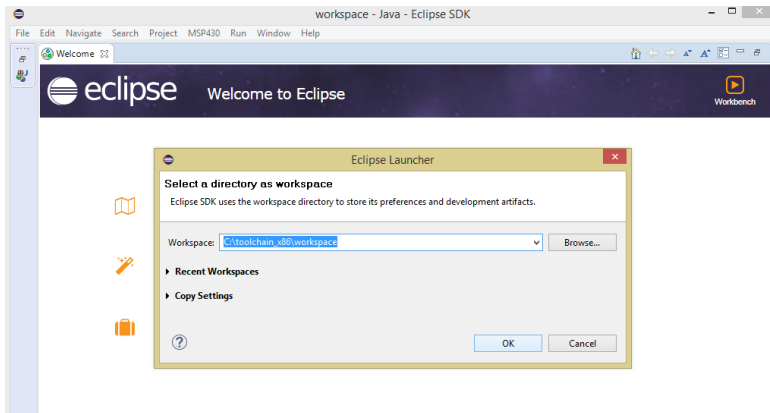 workspace - Java - Eclipse SDK
File Edit Navigate Search Project MSP430 Run Window Help
Welcome
eclipse Welcome to Eclipse
Workbench
Eclipse Launcher
Select a directory as workspace
Eclipse SDK uses the workspace directory to store its preferences and development artifacts.
Workspace: C:\toolchain_x86\workspace Browse...
Recent Workspaces
Copy Settings
OK Cancel